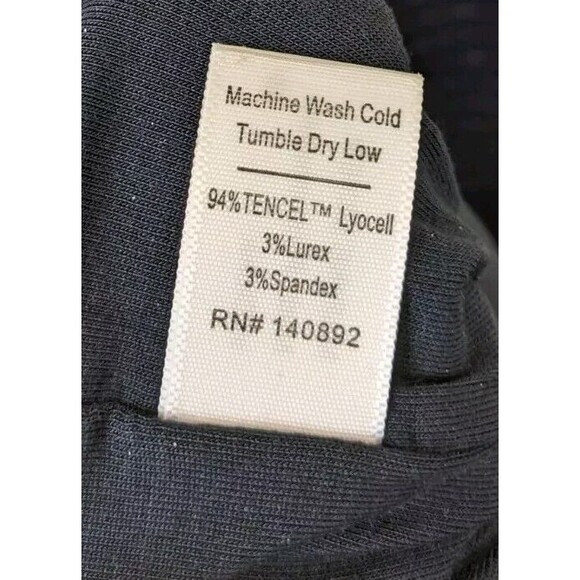 Machine Wash Cold
Tumble Dry Low
94%TENCEL™ Lyocell
3%Lurex
3%Spandex
RN# 140892